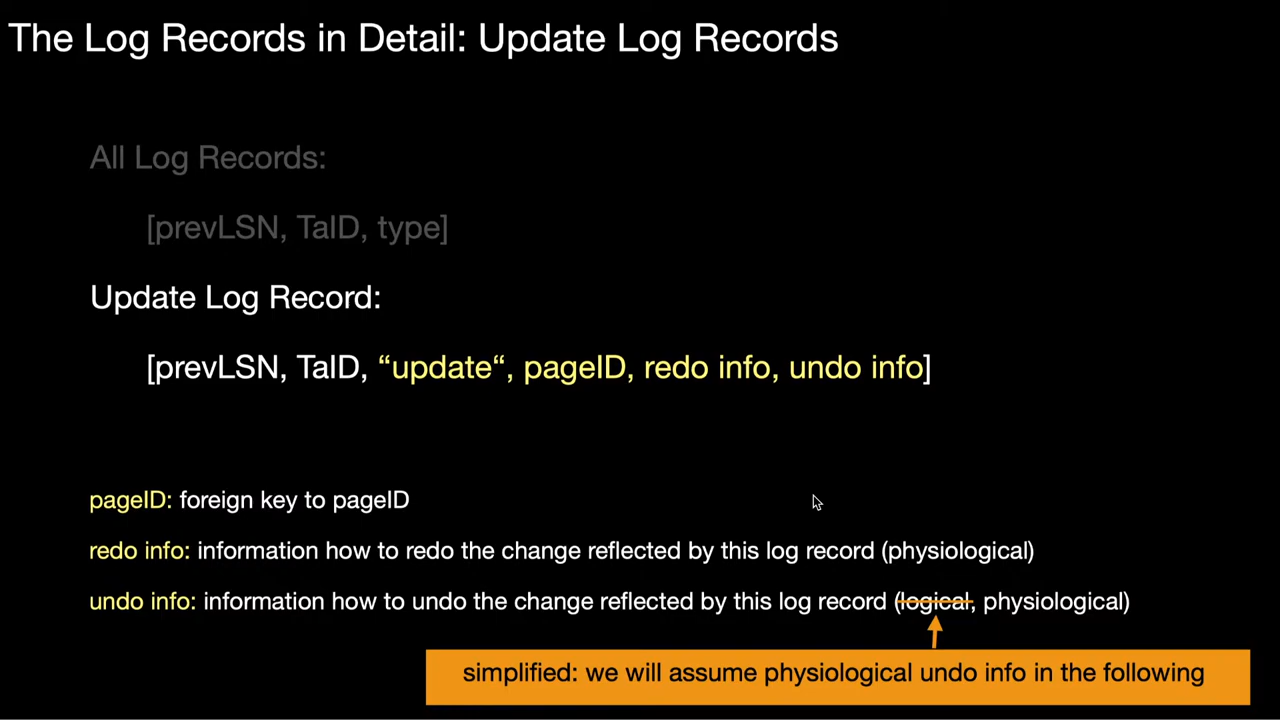 The Log Records in Detail: Update Log Records
All Log Records:
[prevLSN, TaID, type]
Update Log Record:
[prevLSN, TaID, “update“, pageID, redo info, undo info]
pageID: foreign key to pageID
redo info: information how to redo the change reflected by this log record (physiological)
undo info: information how to undo the change reflected by this log record (logical, physiological)
simplified: we will assume physiological undo info in the following